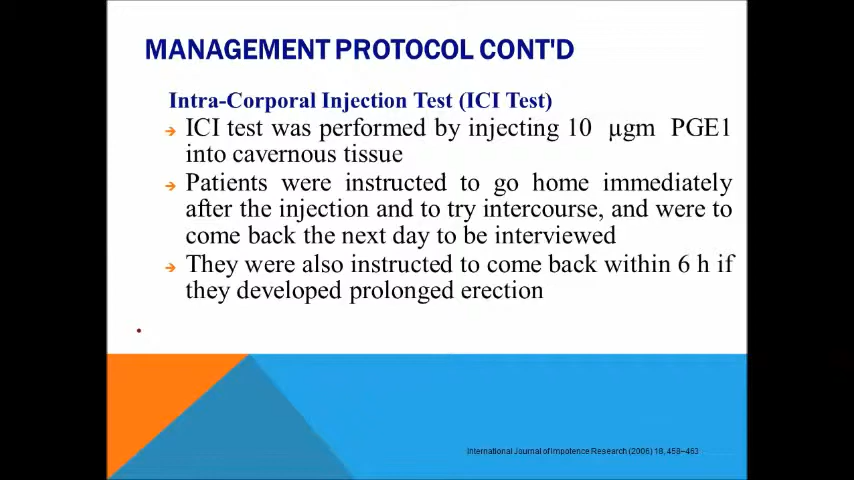 MANAGEMENT PROTOCOL CONT'D
Intra-Corporal Injection Test (ICI Test)
➔ ICI test was performed by injecting 10 µgm PGE1
into cavernous tissue
➔ Patients were instructed to go home immediately
after the injection and to try intercourse, and were to
come back the next day to be interviewed
➔ They were also instructed to come back within 6 h if
they developed prolonged erection
•
International Journal of Impotence Research (2006) 18, 458–463